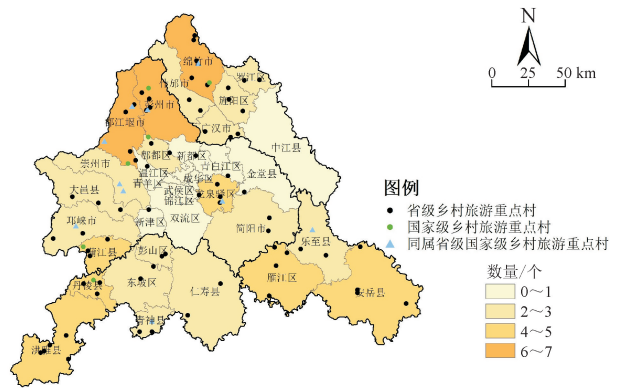 N
0 25 50 km
绵竹市
什邡市
罗江区
旌阳区
彭州市
都江堰市
广汉市
中江县
崇州市
郫都区
新都区
青白江区
温江区
成华区
金堂县
青羊区
武侯区
龙泉驿区
锦江区
大邑县
邛崃市
新津区
双流区
简阳市
乐至县
蒲江县
彭山区
雁江区
安岳县
丹棱县
东坡区
仁寿县
青神县
洪雅县
图例
省级乡村旅游重点村
国家级乡村旅游重点村
同属省级国家级乡村旅游重点村
数量/个
0～1
2～3
4～5
6～7